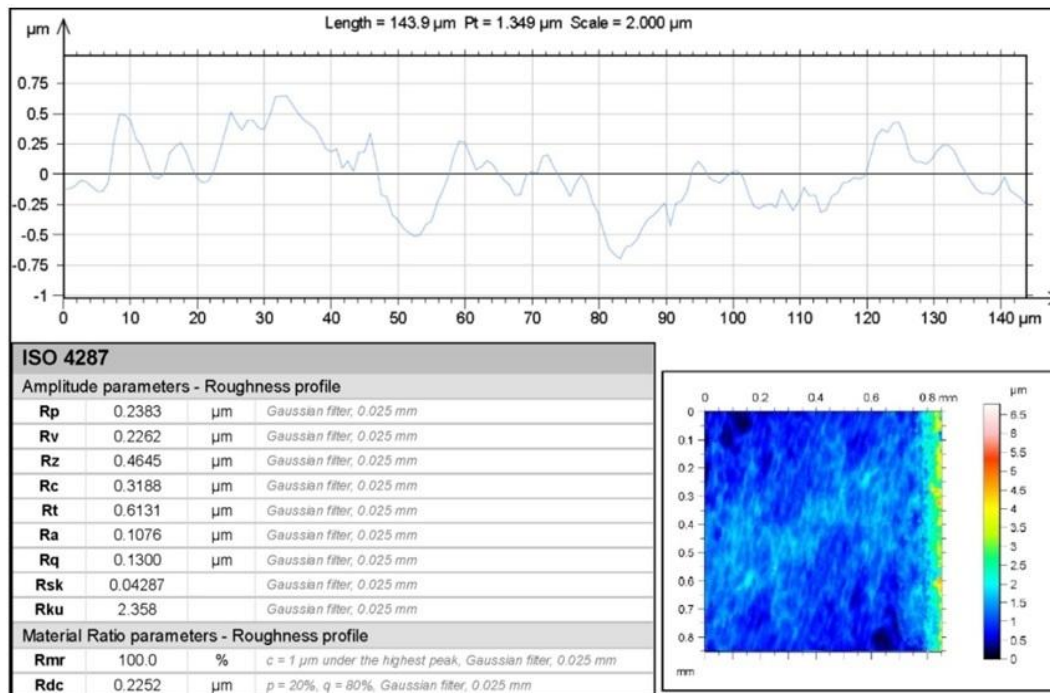 Length = 143.9 µm Pt = 1.349 µm Scale = 2.000 µm
µm
0.75
0.5
0.25
0
-0.25
-0.5
-0.75
-1
0 10 20 30 40 50 60 70 80 90 100 110 120 130 140 µm
ISO 4287
Amplitude parameters - Roughness profile
Rp 0.2383 µm Gaussian filter, 0.025 mm
Rv 0.2262 µm Gaussian filter, 0.025 mm
Rz 0.4645 µm Gaussian filter, 0.025 mm
Rc 0.3188 µm Gaussian filter, 0.025 mm
Rt 0.6131 µm Gaussian filter, 0.025 mm
Ra 0.1076 µm Gaussian filter, 0.025 mm
Rq 0.1300 µm Gaussian filter, 0.025 mm
Rsk 0.04287 Gaussian filter, 0.025 mm
Rku 2.358 Gaussian filter, 0.025 mm
Material Ratio parameters - Roughness profile
Rmr 100.0 % c = 1 µm under the highest peak, Gaussian filter, 0.025 mm
Rdc 0.2252 µm p = 20%, q = 80%, Gaussian filter, 0.025 mm
0 0.2 0.4 0.6 0.8 mm
0
0.1
0.2
0.3
0.4
0.5
0.6
0.7
0.8
mm
µm
6.5
6
5.5
5
4.5
4
3.5
3
2.5
2
1.5
1
0.5
0